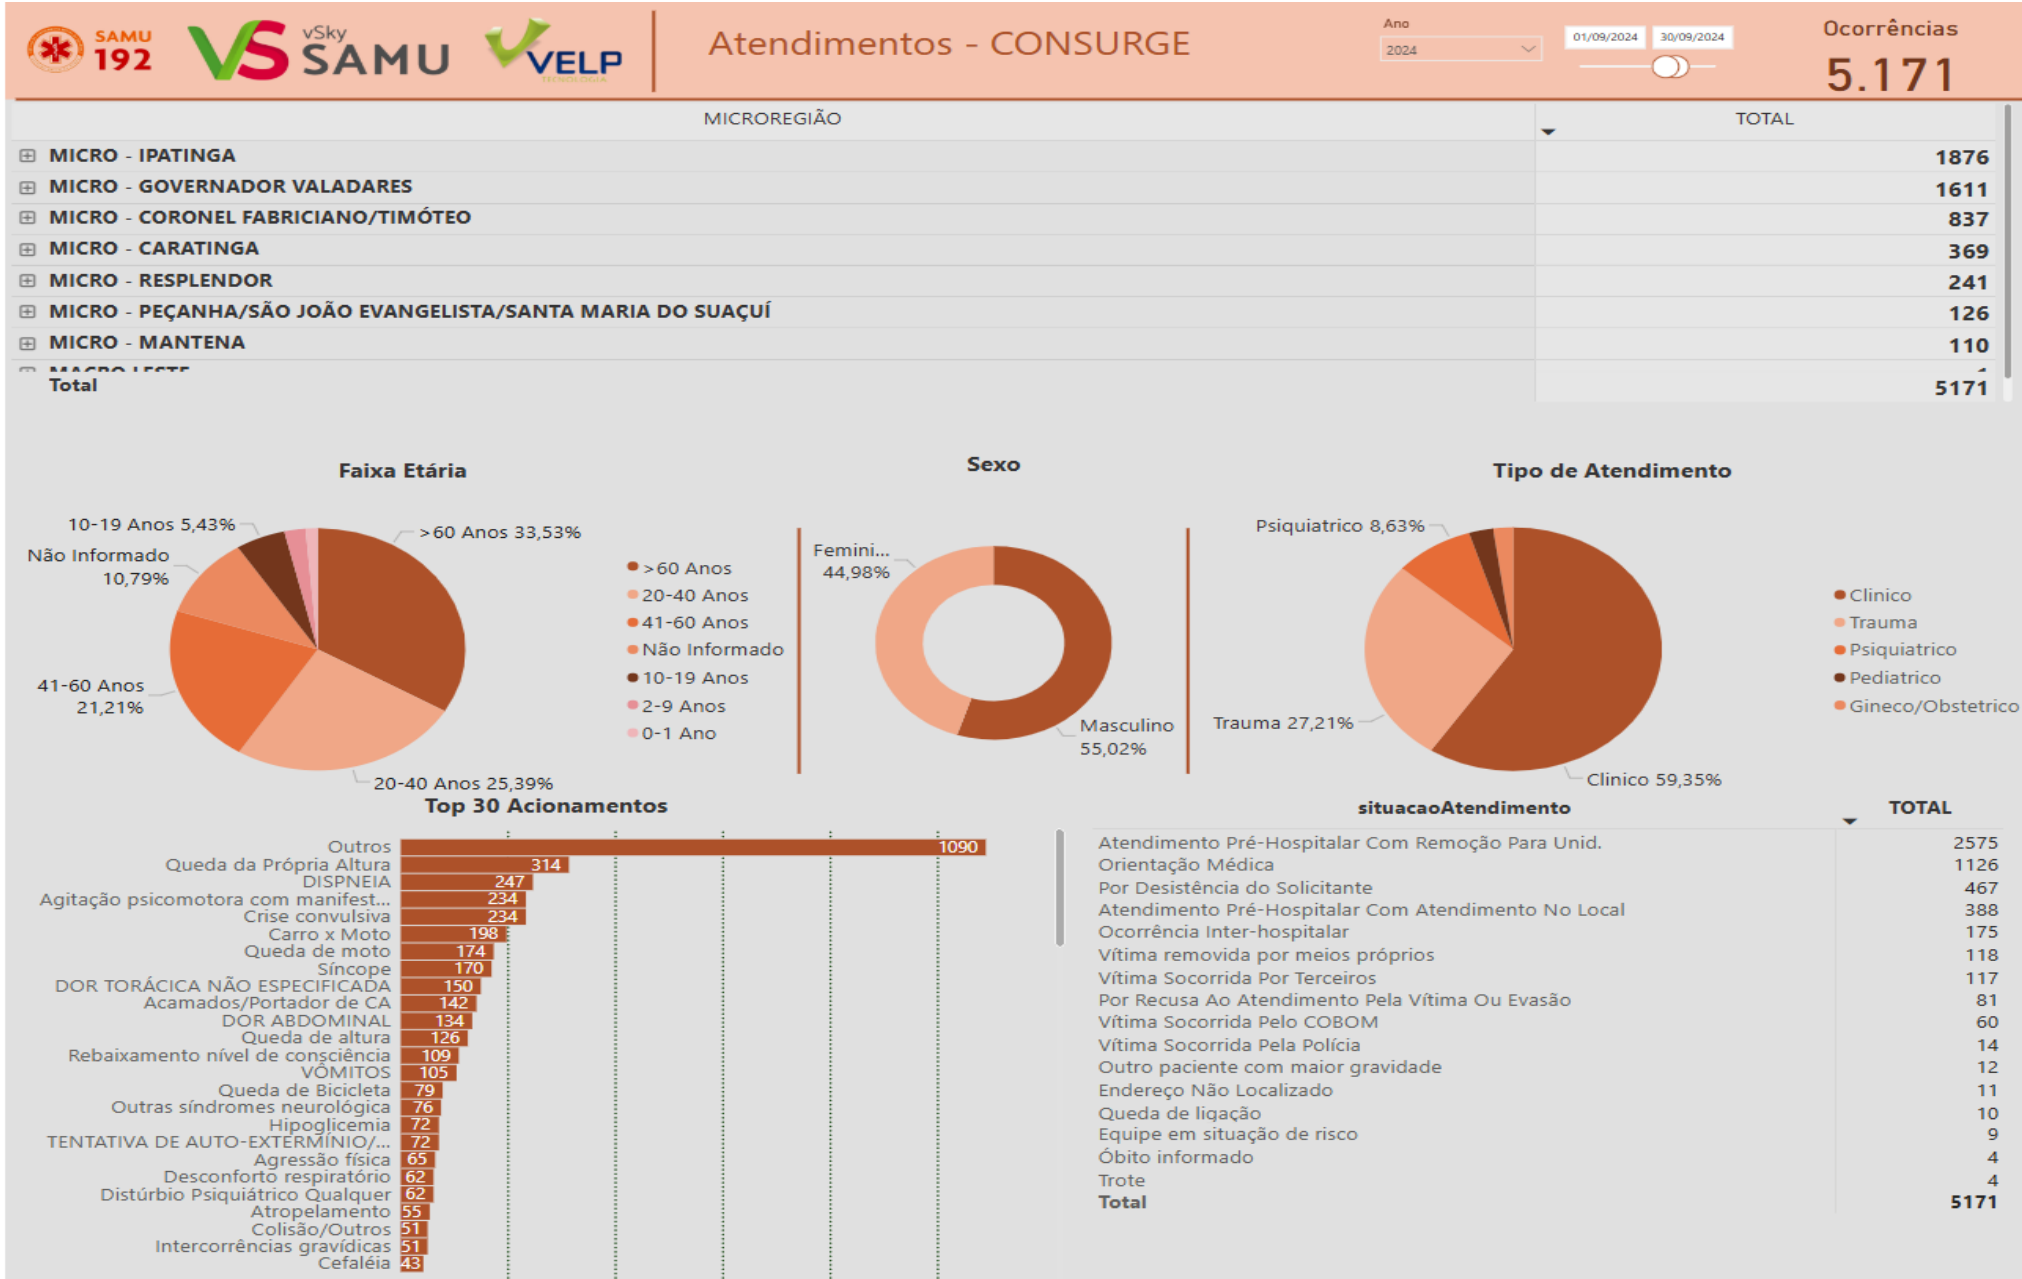 SAMU
192
vSky
SAMU
VS
VELP
TECNOLOGIA
Atendimentos - CONSURGE
Ano
2024
01/09/2024
30/09/2024
Ocorrências
5.171
MICROREGIÃO TOTAL
MICRO - IPATINGA 1876
MICRO - GOVERNADOR VALADARES 1611
MICRO - CORONEL FABRICIANO/TIMÓTEO 837
MICRO - CARATINGA 369
MICRO - RESPLENDOR 241
MICRO - PEÇANHA/SÃO JOÃO EVANGELISTA/SANTA MARIA DO SUAÇUÍ 126
MICRO - MANTENA 110
MACRO LESTE
Total 5171
Faixa Etária
10-19 Anos 5,43%
>60 Anos 33,53%
Não Informado
10,79%
41-60 Anos
21,21%
20-40 Anos 25,39%
>60 Anos
20-40 Anos
41-60 Anos
Não Informado
10-19 Anos
2-9 Anos
0-1 Ano
Sexo
Femini...
44,98%
Masculino
55,02%
Tipo de Atendimento
Psiquiatrico 8,63%
Trauma 27,21%
Clinico 59,35%
Clinico
Trauma
Psiquiatrico
Pediatrico
Gineco/Obstetrico
Top 30 Acionamentos
Outros 1090
Queda da Própria Altura 314
DISPNEIA 247
Agitação psicomotora com manifest... 234
Crise convulsiva 234
Carro x Moto 198
Queda de moto 174
Síncope 170
DOR TORÁCICA NÃO ESPECIFICADA 150
Acamados/Portador de CA 142
DOR ABDOMINAL 134
Queda de altura 126
Rebaixamento nível de consciência 109
VÔMITOS 105
Queda de Bicicleta 79
Outras síndromes neurológica 76
Hipoglicemia 72
TENTATIVA DE AUTO-EXTERMÍNIO/... 72
Agressão física 65
Desconforto respiratório 62
Distúrbio Psiquiátrico Qualquer 62
Atropelamento 55
Colisão/Outros 51
Intercorrências gravídicas 51
Cefaléia 43
situacaoAtendimento TOTAL
Atendimento Pré-Hospitalar Com Remoção Para Unid. 2575
Orientação Médica 1126
Por Desistência do Solicitante 467
Atendimento Pré-Hospitalar Com Atendimento No Local 388
Ocorrência Inter-hospitalar 175
Vítima removida por meios próprios 118
Vítima Socorrida Por Terceiros 117
Por Recusa Ao Atendimento Pela Vítima Ou Evasão 81
Vítima Socorrida Pelo COBOM 60
Vítima Socorrida Pela Polícia 14
Outro paciente com maior gravidade 12
Endereço Não Localizado 11
Queda de ligação 10
Equipe em situação de risco 9
Óbito informado 4
Trote 4
Total 5171